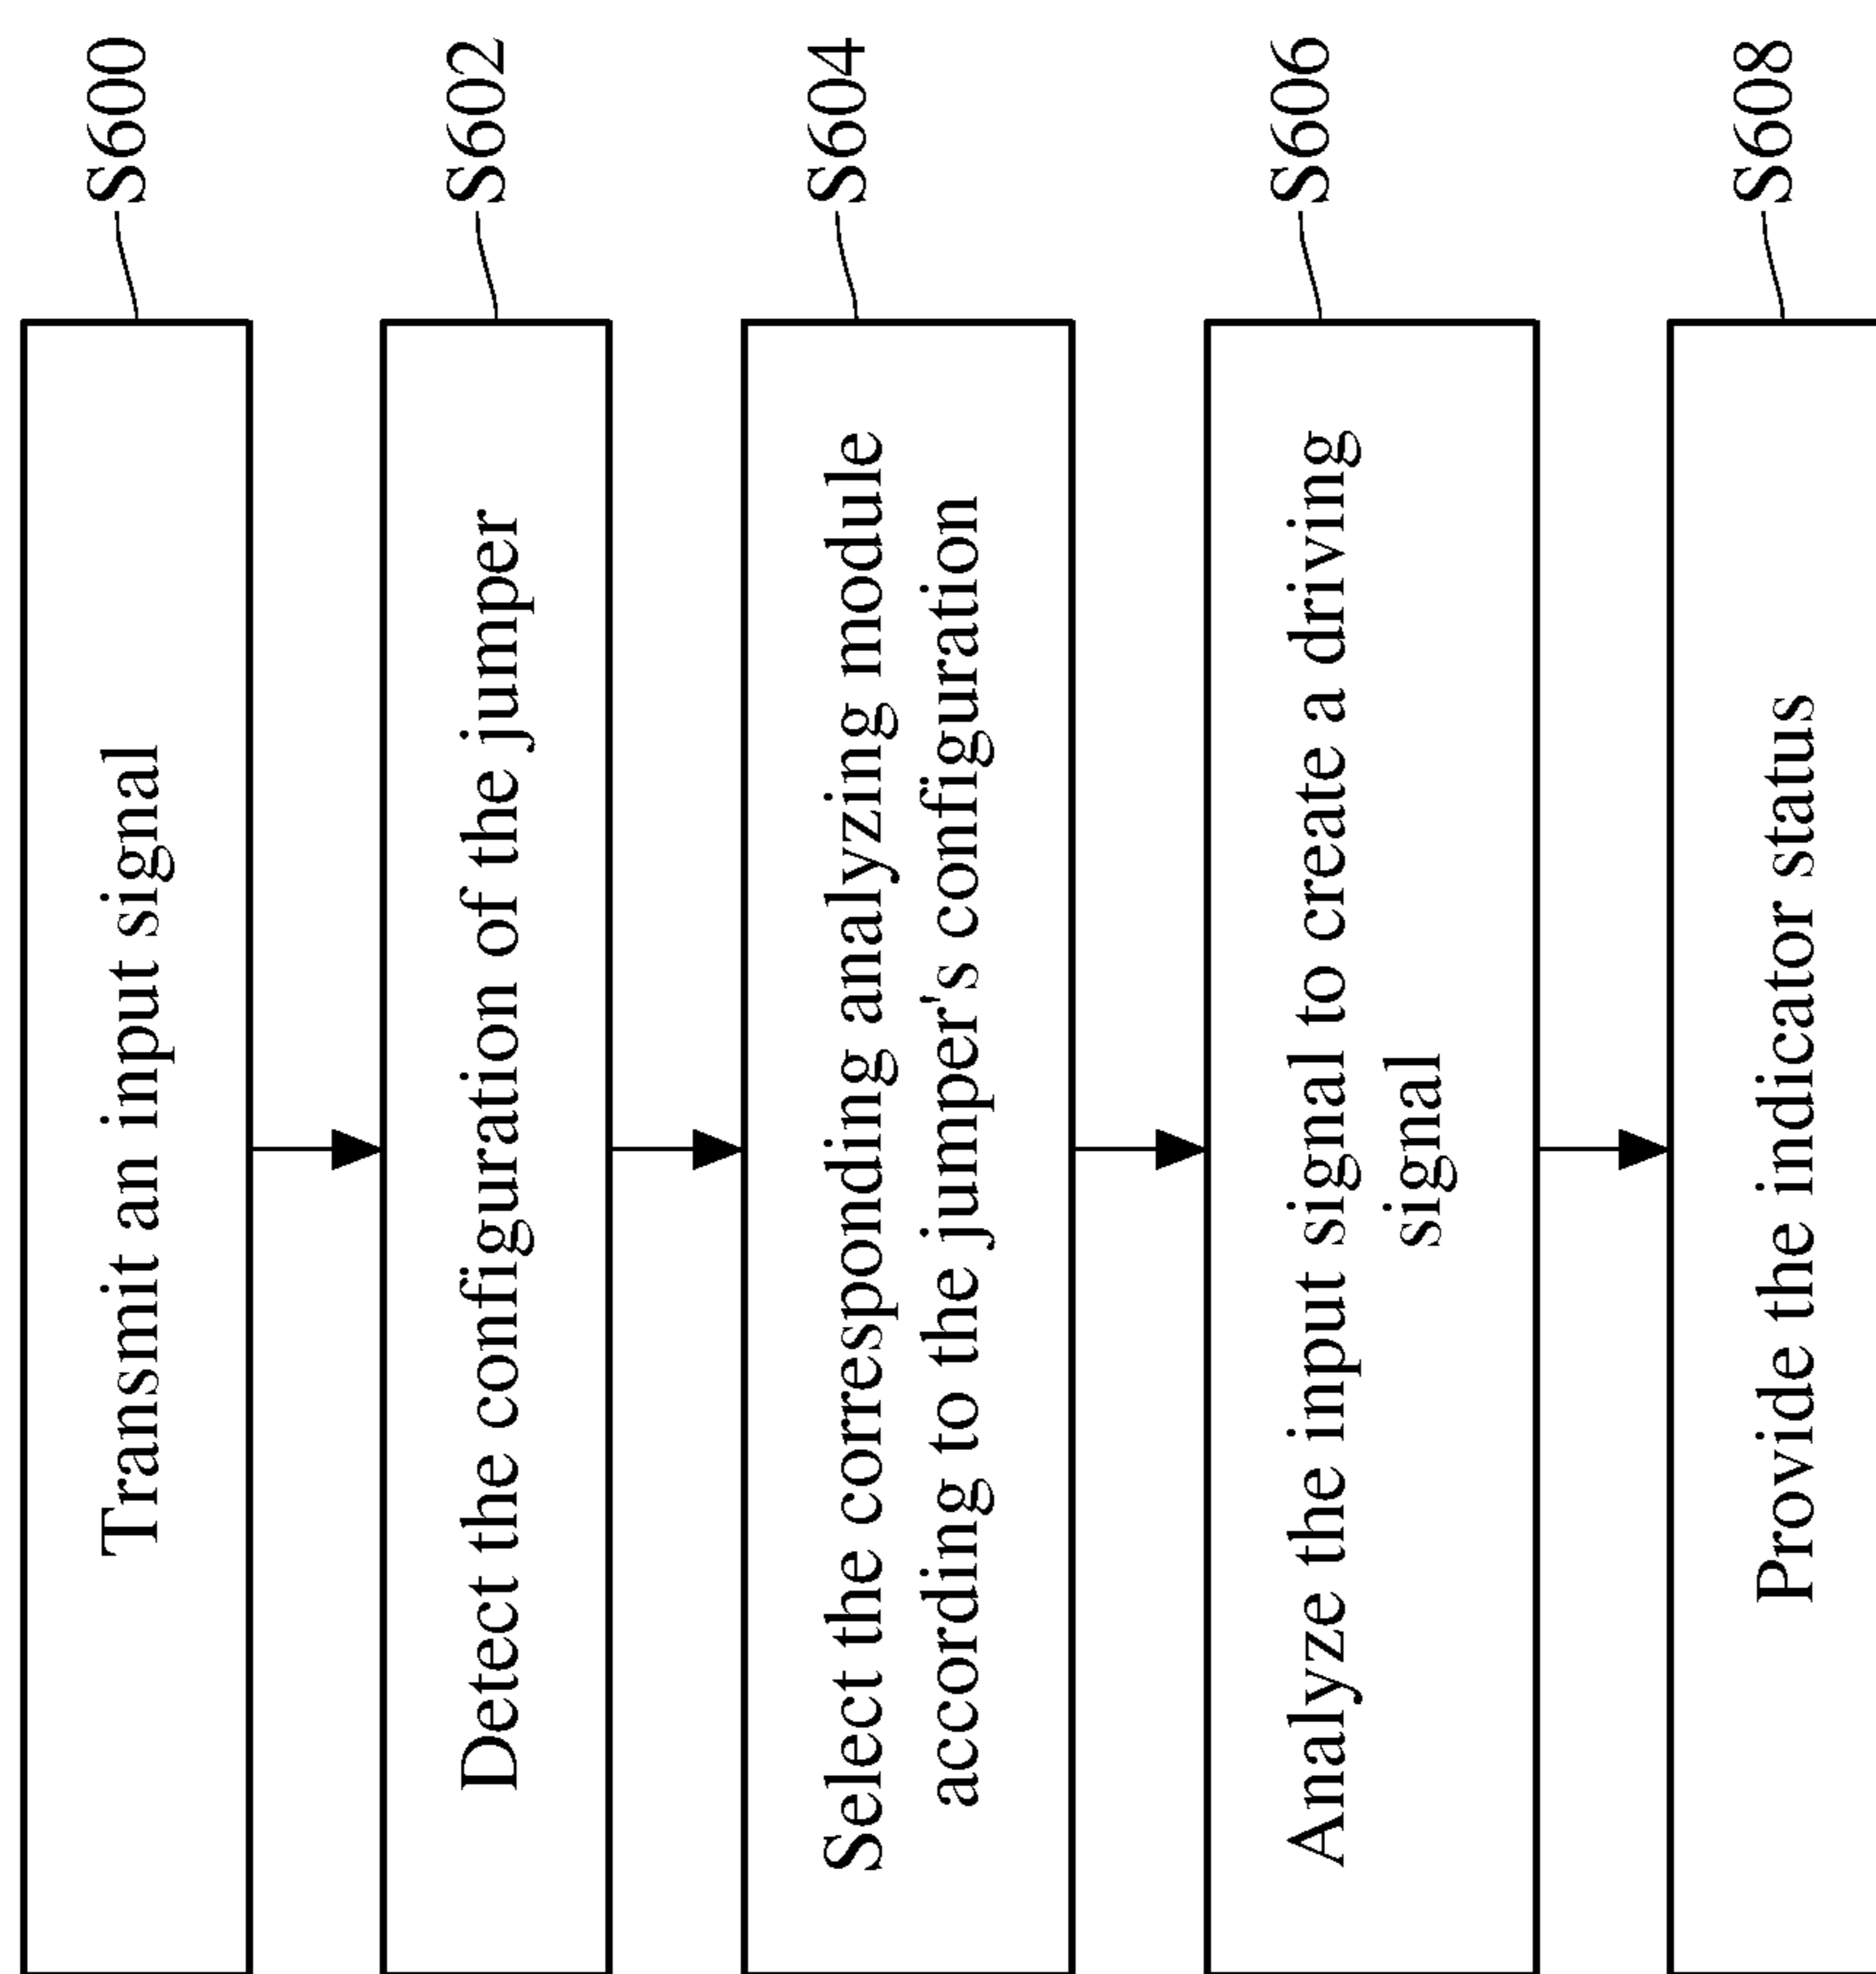 Transmit an input signal
S600
Detect the configuration of the jumper
S602
Select the corresponding analyzing module
according to the jumper's configuration
S604
Analyze the input signal to create a driving
signal
S606
Provide the indicator status
S608